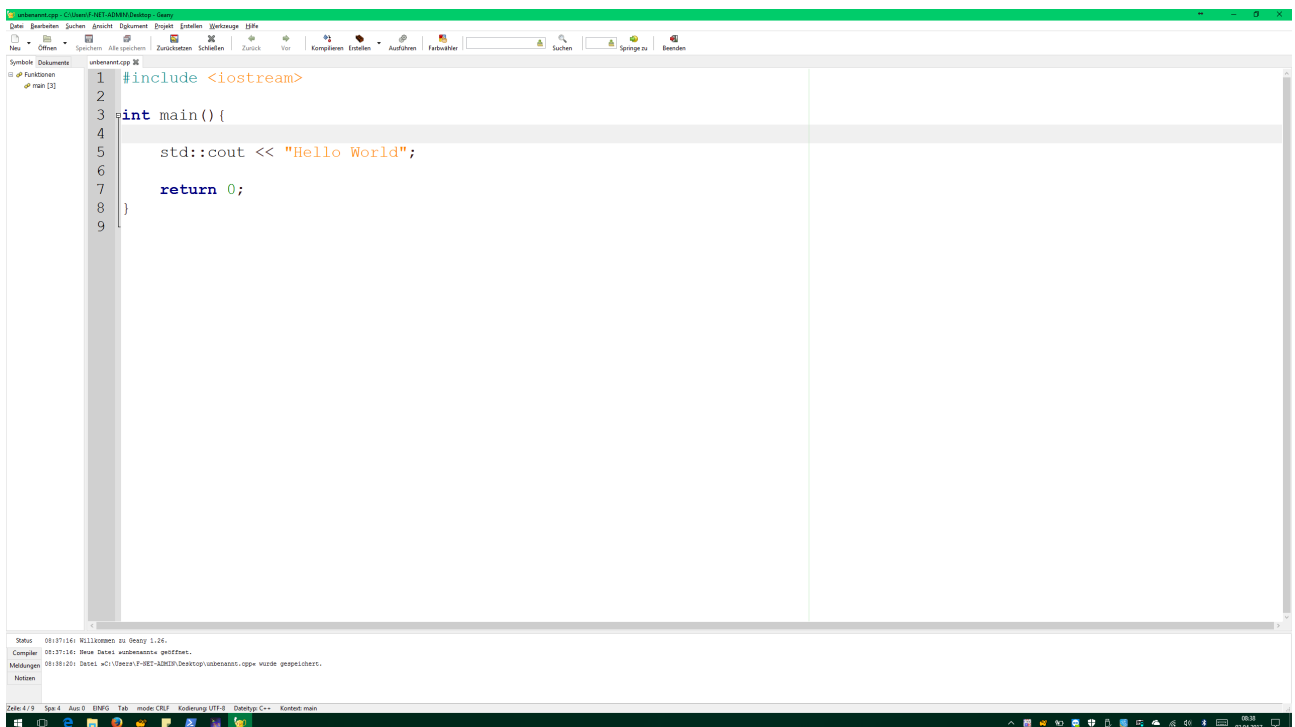 unbenannt.cpp - C:\Users\F-NET-ADMIN\Desktop - Geany
Datei Bearbeiten Suchen Ansicht Dokument Projekt Erstellen Werkzeuge Hilfe
Neu Öffnen Speichern Alle speichern Zurücksetzen Schließen Zurück Vor Kompilieren Erstellen Ausführen Farbwähler Suchen Springe zu Beenden
Symbole Dokumente unbenannt.cpp
Funktionen
main [3]
1 #include <iostream>
2
3 int main(){
4
5 std::cout << "Hello World";
6
7 return 0;
8 }
9
Status 08:37:16: Willkommen zu Geany 1.26.
Compiler 08:37:16: Neue Datei »unbenannt« geöffnet.
Meldungen 08:38:20: Datei »C:\Users\F-NET-ADMIN\Desktop\unbenannt.cpp« wurde gespeichert.
Notizen
Zeile: 4 / 9 Spa: 4 Aus: 0 EINFG Tab mode: CRLF Kodierung: UTF-8 Dateityp: C++ Kontext: main
08:38